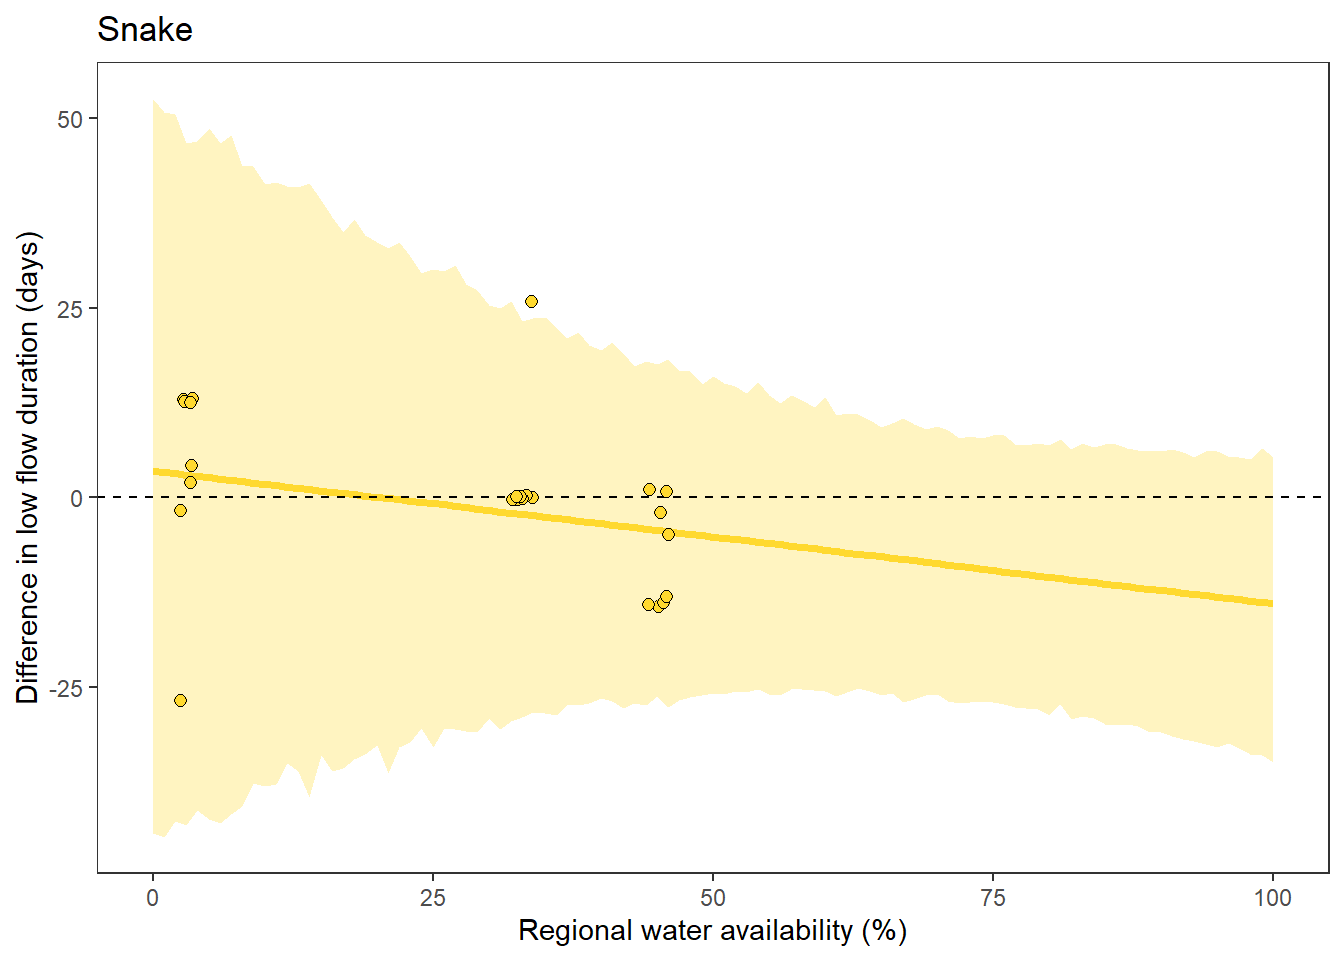 Snake
Difference in low flow duration (days)
50
25
0
-25
0 25 50 75 100
Regional water availability (%)